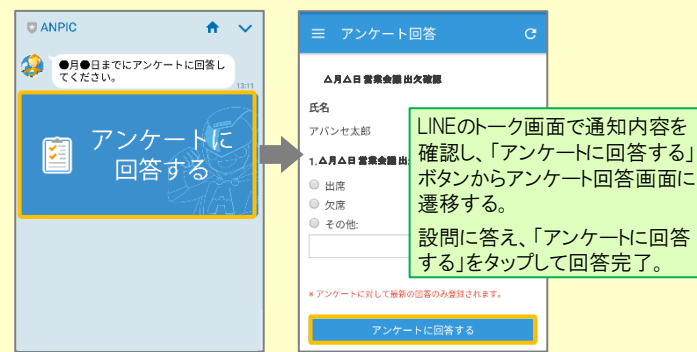 ANPIC
●月●日までにアンケートに回答し
てください。
13:11
アンケートに
回答する
アンケート回答
△月△日 営業会議 出欠確認
氏名
アバンセ太郎
1.△月△日 営業会議 出
出席
欠席
その他:
* アンケートに対して最新の回答のみ登録されます。
アンケートに回答する
LINEのトーク画面で通知内容を
確認し、「アンケートに回答する」
ボタンからアンケート回答画面に
遷移する。
設問に答え、「アンケートに回答
する」をタップして回答完了。